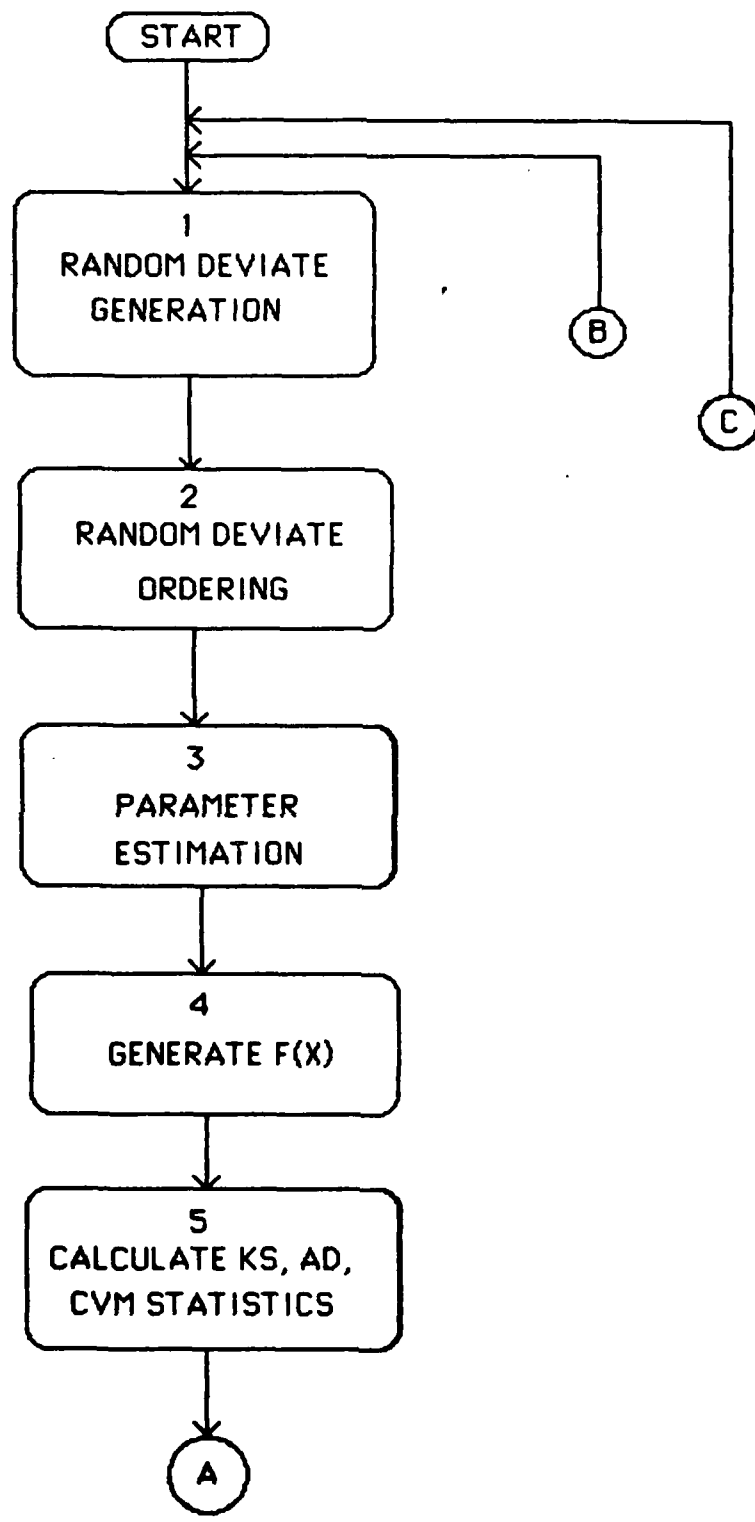 START
1
RANDOM DEVIATE
GENERATION
B
C
2
RANDOM DEVIATE
ORDERING
3
PARAMETER
ESTIMATION
4
GENERATE F(X)
5
CALCULATE KS, AD,
CVM STATISTICS
A